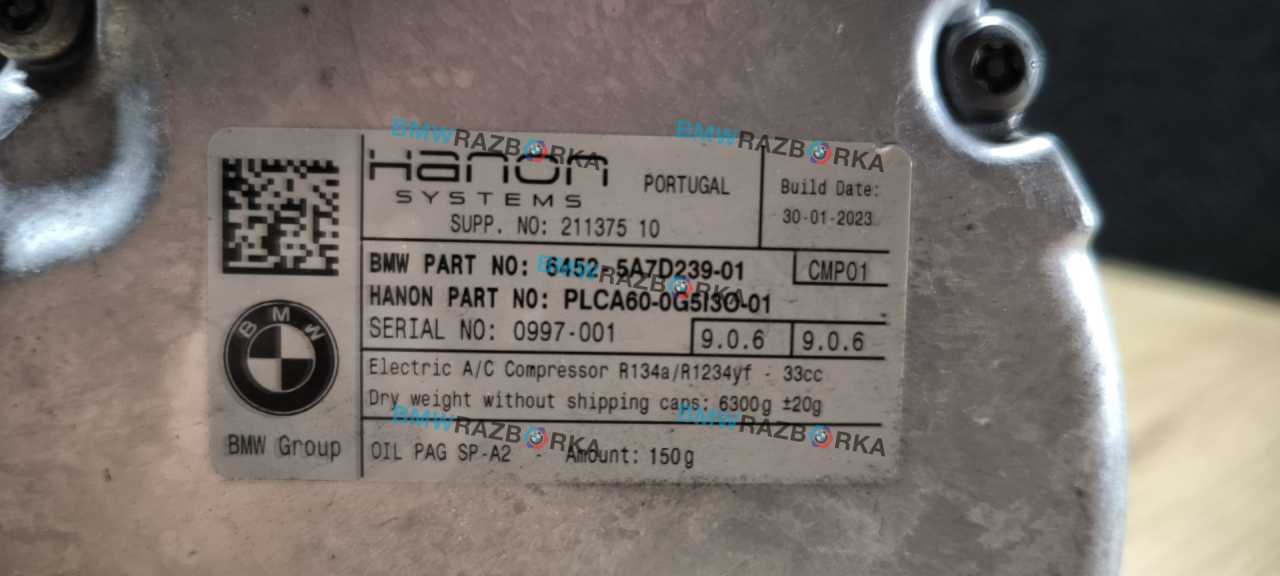 Hanon
SYSTEMS
PORTUGAL
SUPP. NO: 211375 10
Build Date:
30-01-2023
BMW PART NO: 6452-5A7D239-01
CMP01
HANON PART NO: PLCA60-0G5I3O-01
SERIAL NO: 0997-001
9.0.6
9.0.6
Electric A/C Compressor R134a/R1234yf - 33cc
Dry weight without shipping caps: 6300g ±20g
OIL PAG SP-A2 - Amount: 150g
BMW
BMW Group
BMWRAZBORKA
BMWRAZBORKA
BMWRAZBORKA
BMWRAZBORKA
BMWRAZBORKA